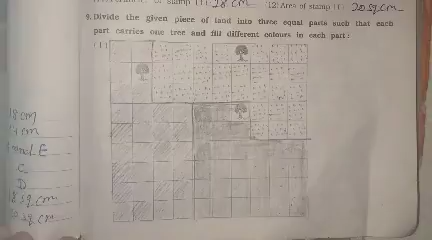 of stamp (1): 18 cm 12) Area of stamp 20 sq.cm
9. Divide the given piece of land into three equal parts such that each
part carries one tree and fill different colours in each part:
(1)
18 cm
cm
E
C
D
18 sq cm
sq. cm